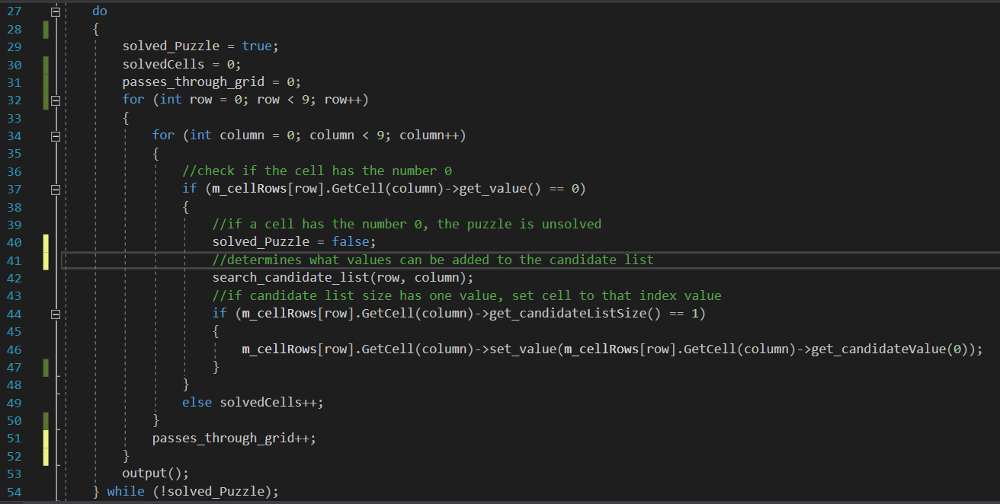 27 do
28 {
29 solved_Puzzle = true;
30 solvedCells = 0;
31 passes_through_grid = 0;
32 for (int row = 0; row < 9; row++)
33 {
34 for (int column = 0; column < 9; column++)
35 {
36 //check if the cell has the number 0
37 if (m_cellRows[row].GetCell(column)->get_value() == 0)
38 {
39 //if a cell has the number 0, the puzzle is unsolved
40 solved_Puzzle = false;
41 //determines what values can be added to the candidate list
42 search_candidate_list(row, column);
43 //if candidate list size has one value, set cell to that index value
44 if (m_cellRows[row].GetCell(column)->get_candidateListSize() == 1)
45 {
46 m_cellRows[row].GetCell(column)->set_value(m_cellRows[row].GetCell(column)->get_candidateValue(0));
47 }
48 }
49 else solvedCells++;
50 }
51 passes_through_grid++;
52 }
53 output();
54 } while (!solved_Puzzle);